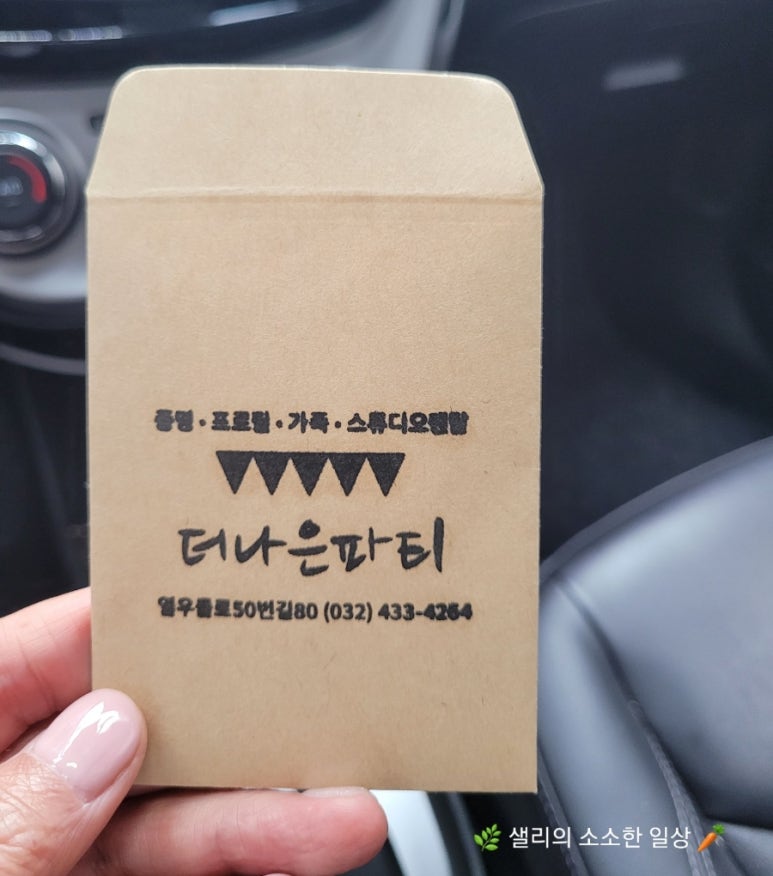 증명·프로필·가족·스튜디오렌탈
더나은파티
열우물로50번길80 (032) 433-4264
🌿 샐리의 소소한 일상 🥕